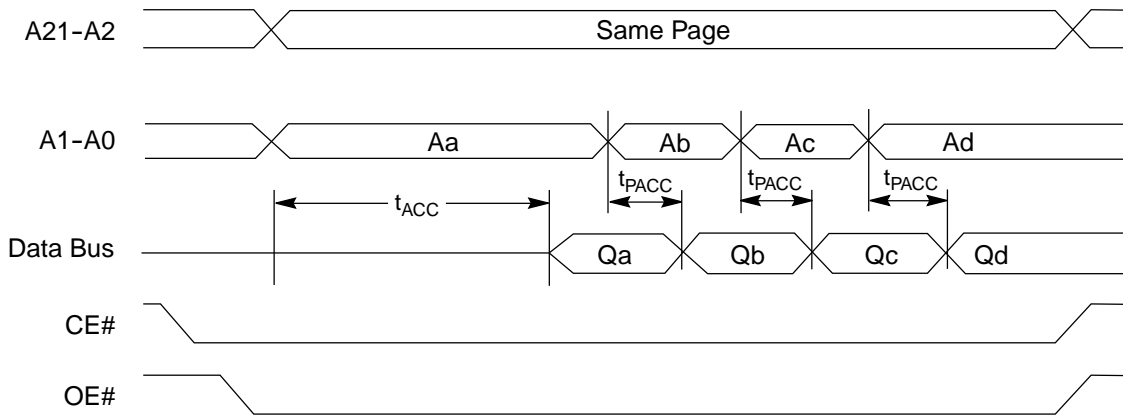 A21-A2 Same Page
A1-A0 Aa Ab Ac Ad
tACC tPACC tPACC tPACC
Data Bus Qa Qb Qc Qd
CE#
OE#